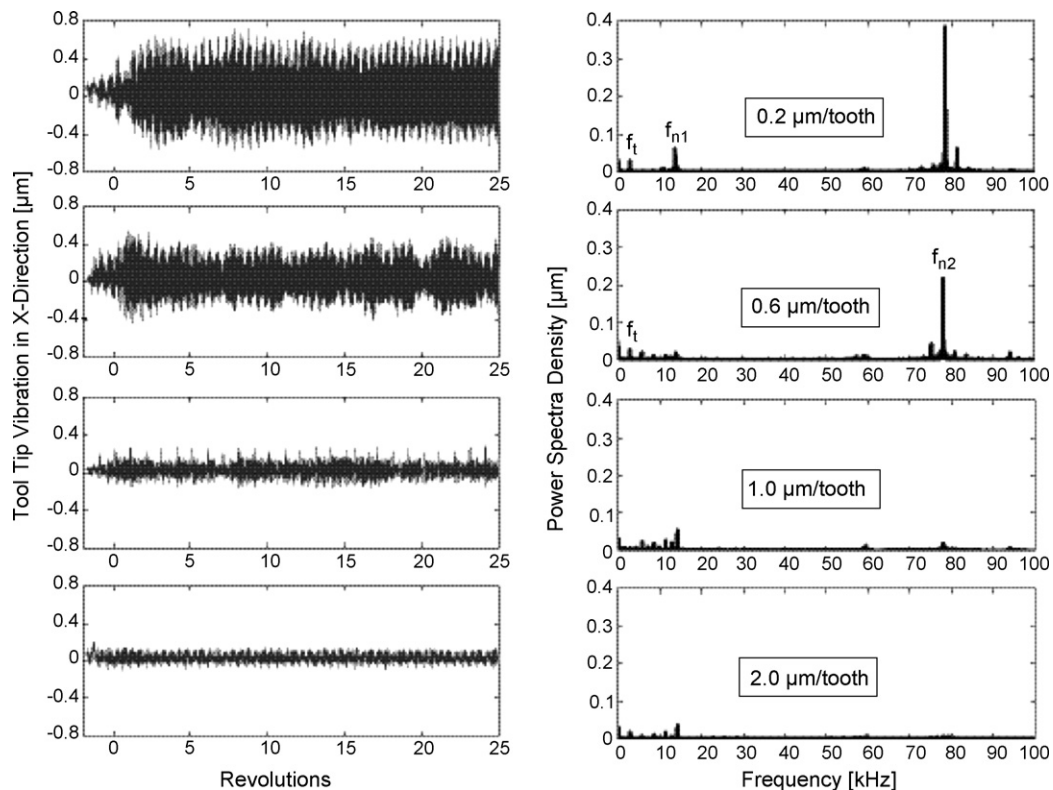 Tool Tip Vibration in X-Direction [µm]
0.8
0.4
0
-0.4
-0.8
0 5 10 15 20 25
0.8
0.4
0
-0.4
-0.8
0 5 10 15 20 25
0.8
0.4
0
-0.4
-0.8
0 5 10 15 20 25
0.8
0.4
0
-0.4
-0.8
0 5 10 15 20 25
Revolutions
Power Spectra Density [µm]
0.4
0.3
0.2
0.1
0
0.2 µm/tooth
ft
fn1
0 10 20 30 40 50 60 70 80 90 100
0.4
0.3
0.2
0.1
0
fn2
0.6 µm/tooth
ft
0 10 20 30 40 50 60 70 80 90 100
0.4
0.3
0.2
0.1
0
1.0 µm/tooth
0 10 20 30 40 50 60 70 80 90 100
0.4
0.3
0.2
0.1
0
2.0 µm/tooth
0 10 20 30 40 50 60 70 80 90 100
Frequency [kHz]